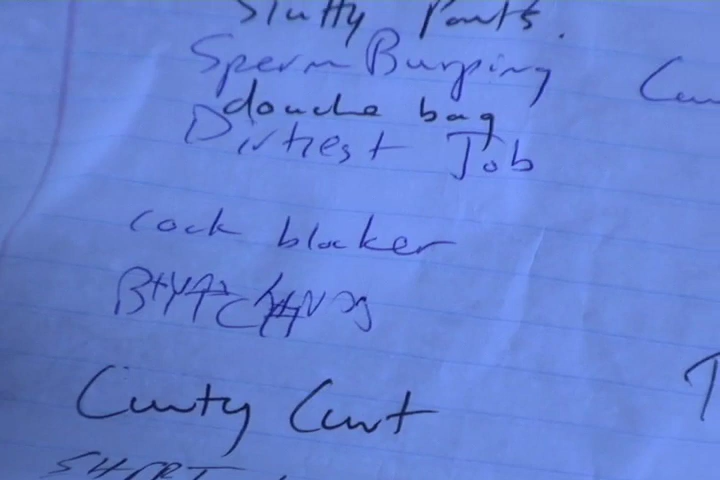 Slutty Pants.
Sperm Burping
douche bag
Dirtiest Job
cock blocker
Cunty Cunt